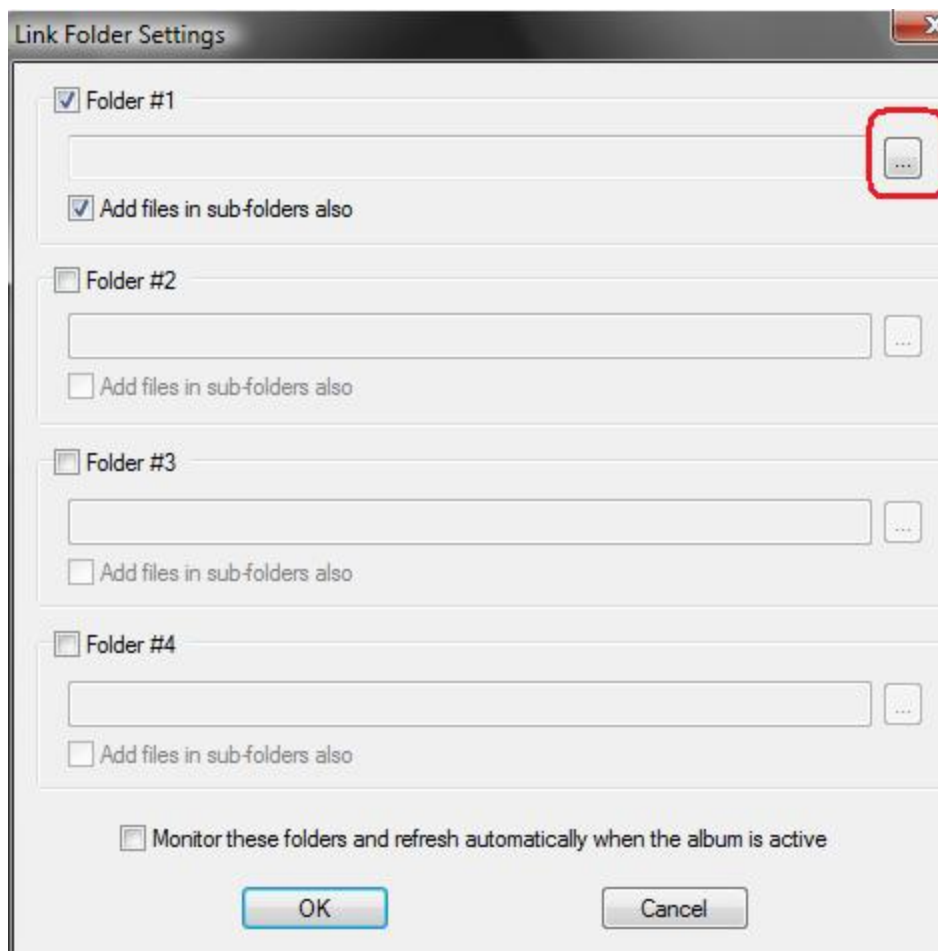 Link Folder Settings
Folder #1
...
Add files in sub-folders also
Folder #2
...
Add files in sub-folders also
Folder #3
...
Add files in sub-folders also
Folder #4
...
Add files in sub-folders also
Monitor these folders and refresh automatically when the album is active
OK Cancel